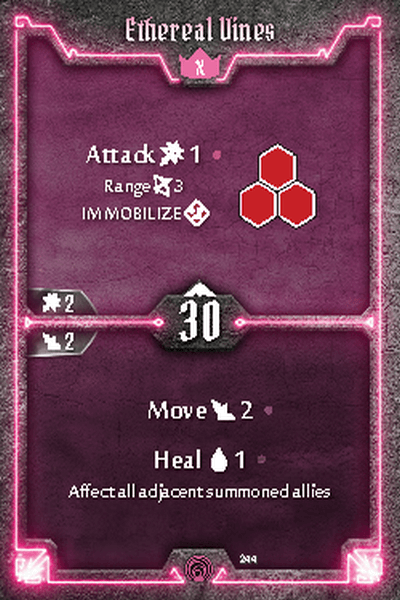 Ethereal Vines
X
Attack 1
Range 3
IMMOBILIZE
2
30
2
Move 2
Heal 1
Affect all adjacent summoned allies
244